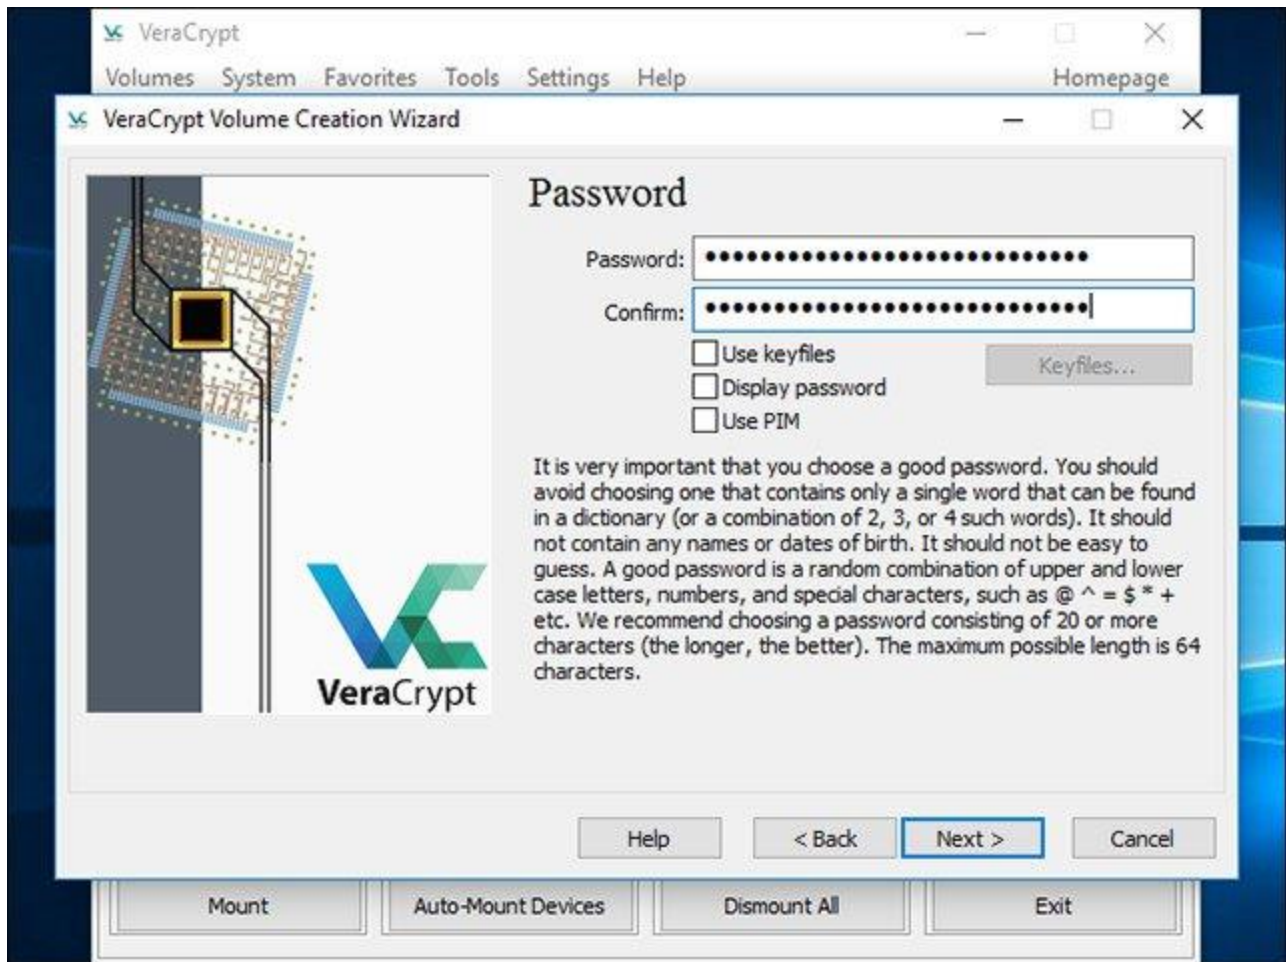 VeraCrypt
Volumes System Favorites Tools Settings Help Homepage
VeraCrypt Volume Creation Wizard
Password
Password: ••••••••••••••••••••••••••••
Confirm: ••••••••••••••••••••••••••••
Use keyfiles
Keyfiles...
Display password
Use PIM
It is very important that you choose a good password. You should
avoid choosing one that contains only a single word that can be found
in a dictionary (or a combination of 2, 3, or 4 such words). It should
not contain any names or dates of birth. It should not be easy to
guess. A good password is a random combination of upper and lower
case letters, numbers, and special characters, such as @ ^ = $ * +
etc. We recommend choosing a password consisting of 20 or more
characters (the longer, the better). The maximum possible length is 64
characters.
VeraCrypt
Help < Back Next > Cancel
Mount Auto-Mount Devices Dismount All Exit